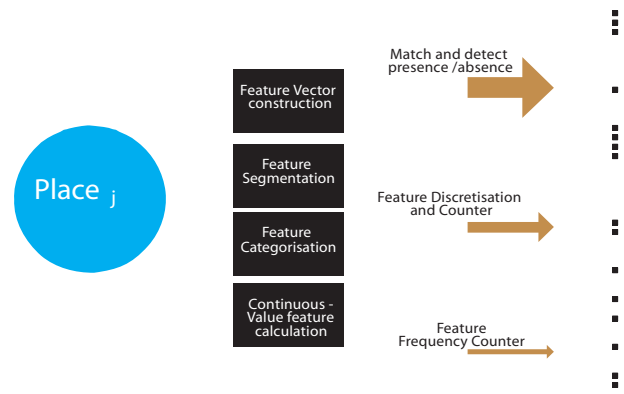 Place j
Feature Vector
construction
Feature
Segmentation
Feature
Categorisation
Continuous -
Value feature
calculation
Match and detect
presence /absence
Feature Discretisation
and Counter
Feature
Frequency Counter